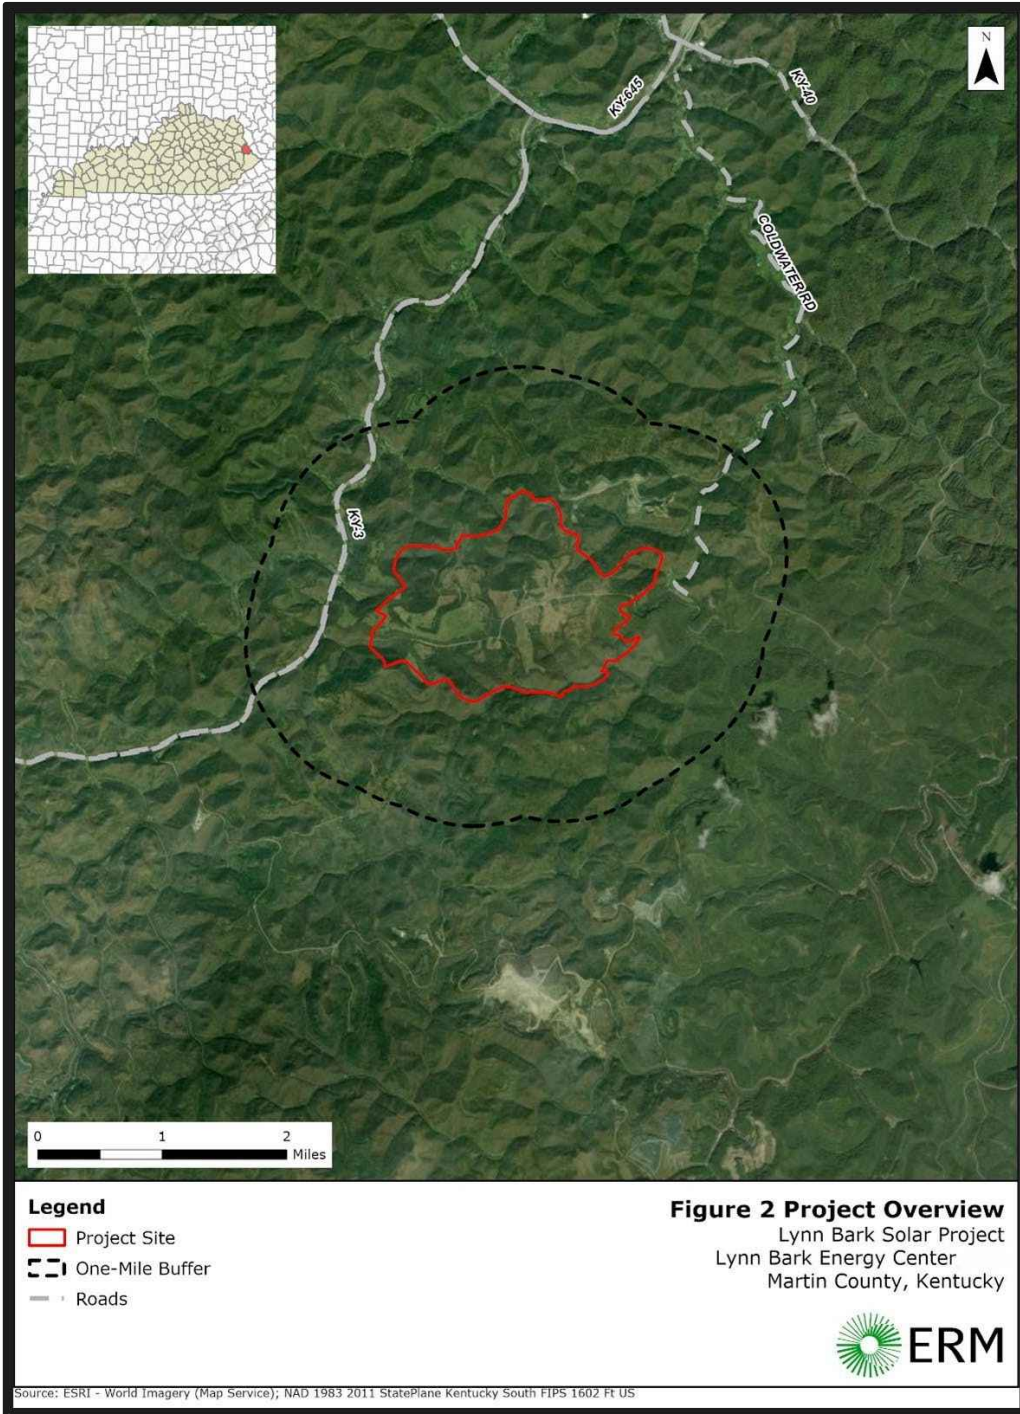 N
KY-645
KY-40
COLDWATER RD
KY-3
0 1 2
Miles
Legend
Project Site
One-Mile Buffer
Roads
Figure 2 Project Overview
Lynn Bark Solar Project
Lynn Bark Energy Center
Martin County, Kentucky
ERM
Source: ESRI - World Imagery (Map Service); NAD 1983 2011 StatePlane Kentucky South FIPS 1602 Ft US